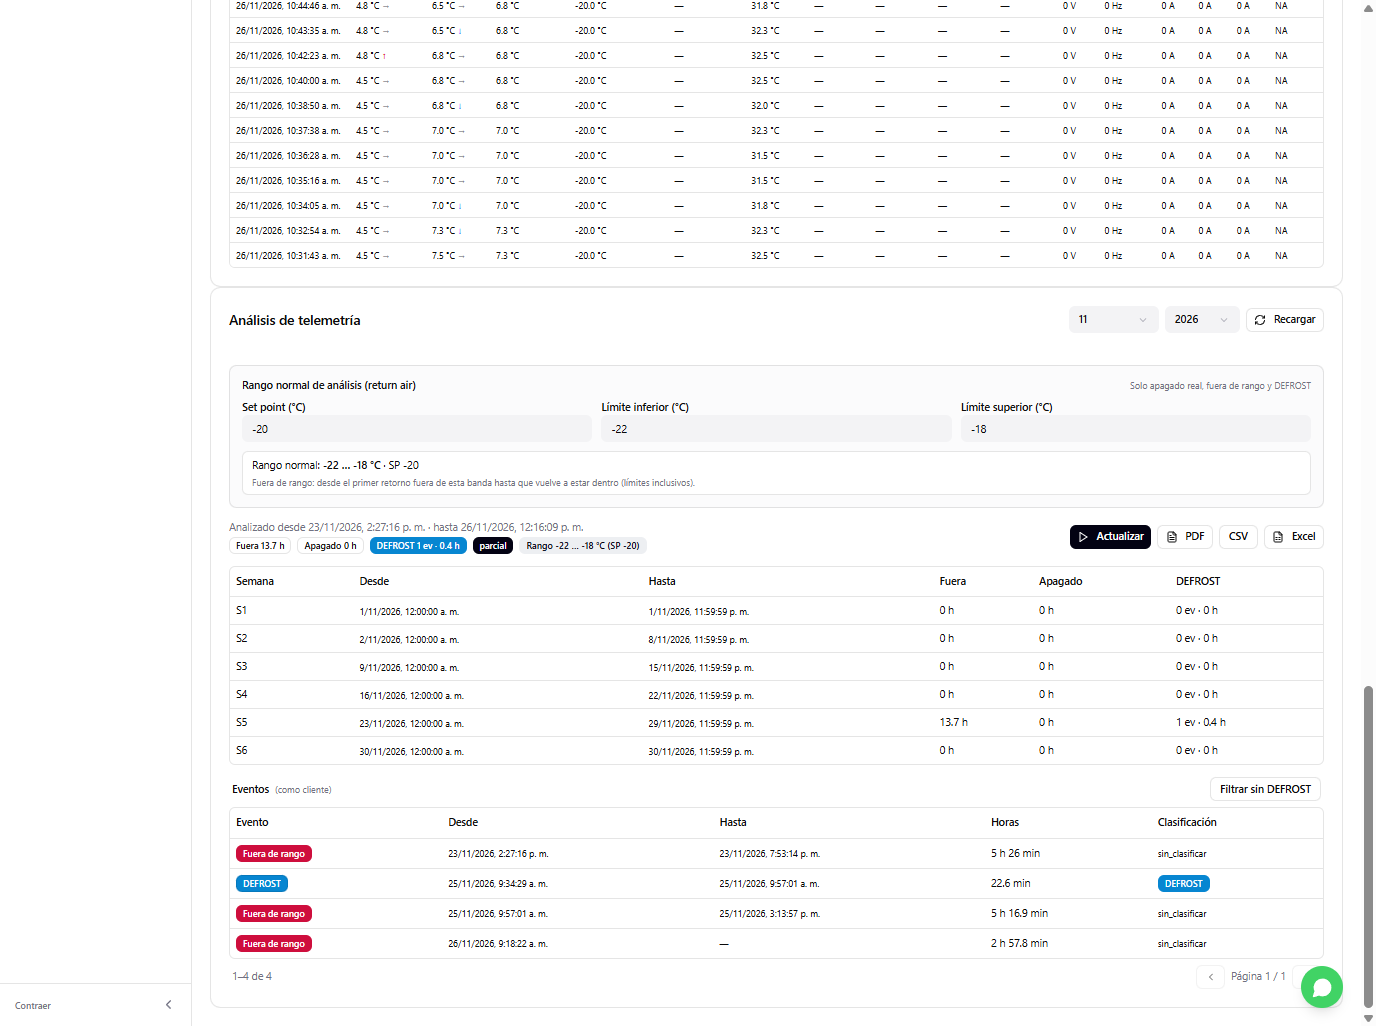 26/11/2026, 10:44:46 a. m. 4.8 °C → 6.5 °C → 6.8 °C -20.0 °C — 31.8 °C — — — — 0 V 0 Hz 0 A 0 A 0 A NA
26/11/2026, 10:43:35 a. m. 4.8 °C → 6.5 °C ↓ 6.8 °C -20.0 °C — 32.3 °C — — — — 0 V 0 Hz 0 A 0 A 0 A NA
26/11/2026, 10:42:23 a. m. 4.8 °C ↑ 6.8 °C → 6.8 °C -20.0 °C — 32.5 °C — — — — 0 V 0 Hz 0 A 0 A 0 A NA
26/11/2026, 10:40:00 a. m. 4.5 °C → 6.8 °C → 6.8 °C -20.0 °C — 32.5 °C — — — — 0 V 0 Hz 0 A 0 A 0 A NA
26/11/2026, 10:38:50 a. m. 4.5 °C → 6.8 °C ↓ 6.8 °C -20.0 °C — 32.0 °C — — — — 0 V 0 Hz 0 A 0 A 0 A NA
26/11/2026, 10:37:38 a. m. 4.5 °C → 7.0 °C → 7.0 °C -20.0 °C — 32.3 °C — — — — 0 V 0 Hz 0 A 0 A 0 A NA
26/11/2026, 10:36:28 a. m. 4.5 °C → 7.0 °C → 7.0 °C -20.0 °C — 31.5 °C — — — — 0 V 0 Hz 0 A 0 A 0 A NA
26/11/2026, 10:35:16 a. m. 4.5 °C → 7.0 °C → 7.0 °C -20.0 °C — 31.5 °C — — — — 0 V 0 Hz 0 A 0 A 0 A NA
26/11/2026, 10:34:05 a. m. 4.5 °C → 7.0 °C ↓ 7.0 °C -20.0 °C — 31.8 °C — — — — 0 V 0 Hz 0 A 0 A 0 A NA
26/11/2026, 10:32:54 a. m. 4.5 °C → 7.3 °C ↓ 7.3 °C -20.0 °C — 32.3 °C — — — — 0 V 0 Hz 0 A 0 A 0 A NA
26/11/2026, 10:31:43 a. m. 4.5 °C → 7.5 °C → 7.3 °C -20.0 °C — 32.5 °C — — — — 0 V 0 Hz 0 A 0 A 0 A NA
Análisis de telemetría 11 2026 Recargar
Rango normal de análisis (return air) Solo apagado real, fuera de rango y DEFROST
Set point (°C) Límite inferior (°C) Límite superior (°C)
-20 -22 -18
Rango normal: -22 ... -18 °C · SP -20
Fuera de rango: desde el primer retorno fuera de esta banda hasta que vuelve a estar dentro (límites inclusivos).
Analizado desde 23/11/2026, 2:27:16 p. m. · hasta 26/11/2026, 12:16:09 p. m.
Fuera 13.7 h Apagado 0 h DEFROST 1 ev · 0.4 h parcial Rango -22 ... -18 °C (SP -20) Actualizar PDF CSV Excel
Semana Desde Hasta Fuera Apagado DEFROST
S1 1/11/2026, 12:00:00 a. m. 1/11/2026, 11:59:59 p. m. 0 h 0 h 0 ev · 0 h
S2 2/11/2026, 12:00:00 a. m. 8/11/2026, 11:59:59 p. m. 0 h 0 h 0 ev · 0 h
S3 9/11/2026, 12:00:00 a. m. 15/11/2026, 11:59:59 p. m. 0 h 0 h 0 ev · 0 h
S4 16/11/2026, 12:00:00 a. m. 22/11/2026, 11:59:59 p. m. 0 h 0 h 0 ev · 0 h
S5 23/11/2026, 12:00:00 a. m. 29/11/2026, 11:59:59 p. m. 13.7 h 0 h 1 ev · 0.4 h
S6 30/11/2026, 12:00:00 a. m. 30/11/2026, 11:59:59 p. m. 0 h 0 h 0 ev · 0 h
Eventos (como cliente) Filtrar sin DEFROST
Evento Desde Hasta Horas Clasificación
Fuera de rango 23/11/2026, 2:27:16 p. m. 23/11/2026, 7:53:14 p. m. 5 h 26 min sin_clasificar
DEFROST 25/11/2026, 9:34:29 a. m. 25/11/2026, 9:57:01 a. m. 22.6 min DEFROST
Fuera de rango 25/11/2026, 9:57:01 a. m. 25/11/2026, 3:13:57 p. m. 5 h 16.9 min sin_clasificar
Fuera de rango 26/11/2026, 9:18:22 a. m. — 2 h 57.8 min sin_clasificar
1–4 de 4 Página 1 / 1
Contraer